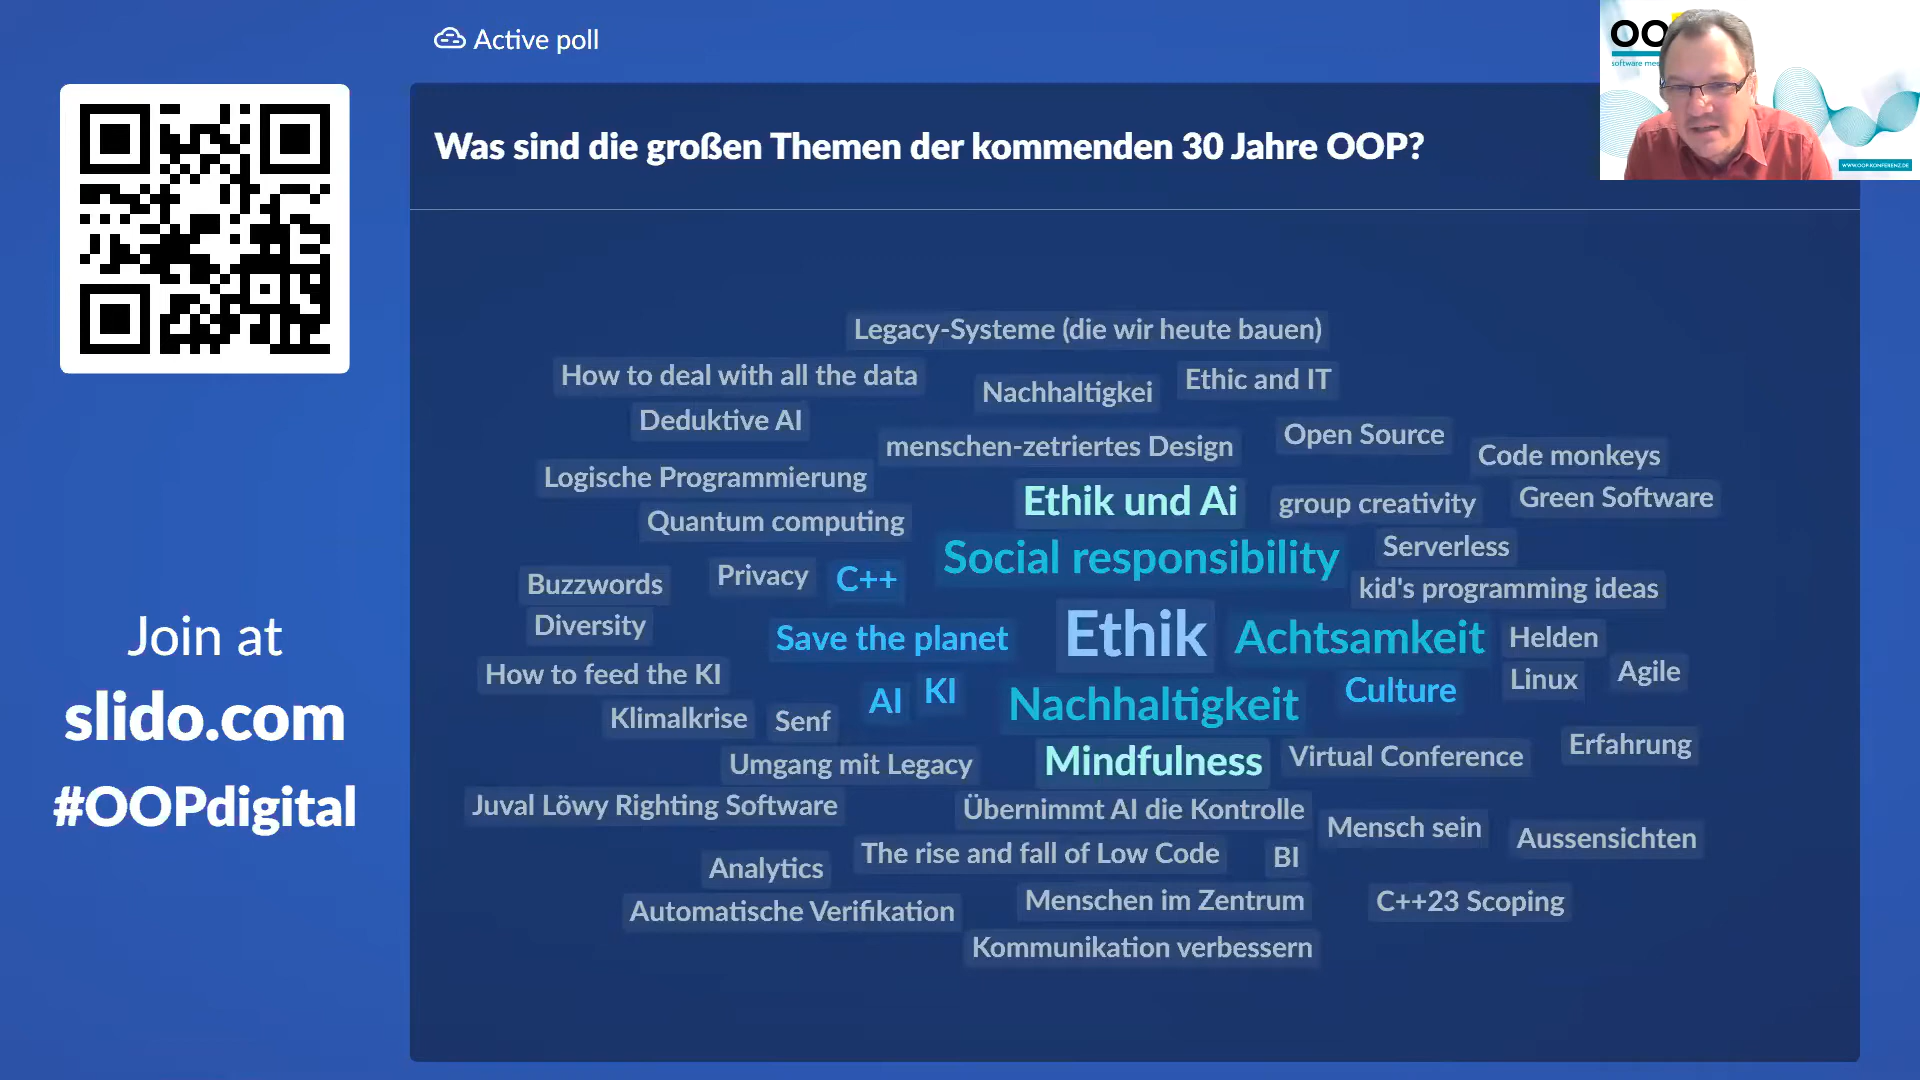 Active poll
Was sind die großen Themen der kommenden 30 Jahre OOP?
Join at
slido.com
#OOPdigital
Legacy-Systeme (die wir heute bauen)
How to deal with all the data
Nachhaltigkei
Ethic and IT
Deduktive AI
menschen-zetriertes Design
Open Source
Code monkeys
Logische Programmierung
Ethik und Ai
group creativity
Green Software
Quantum computing
Social responsibility
Serverless
Buzzwords
Privacy
C++
kid's programming ideas
Diversity
Save the planet
Ethik
Achtsamkeit
Helden
How to feed the KI
AI
KI
Nachhaltigkeit
Culture
Linux
Agile
Klimalkrise
Senf
Umgang mit Legacy
Mindfulness
Virtual Conference
Erfahrung
Juval Löwy Righting Software
Übernimmt AI die Kontrolle
Mensch sein
Aussensichten
Analytics
The rise and fall of Low Code
BI
Automatische Verifikation
Menschen im Zentrum
C++23 Scoping
Kommunikation verbessern
OO
software
WWW.OOP-KONFERENZ.DE